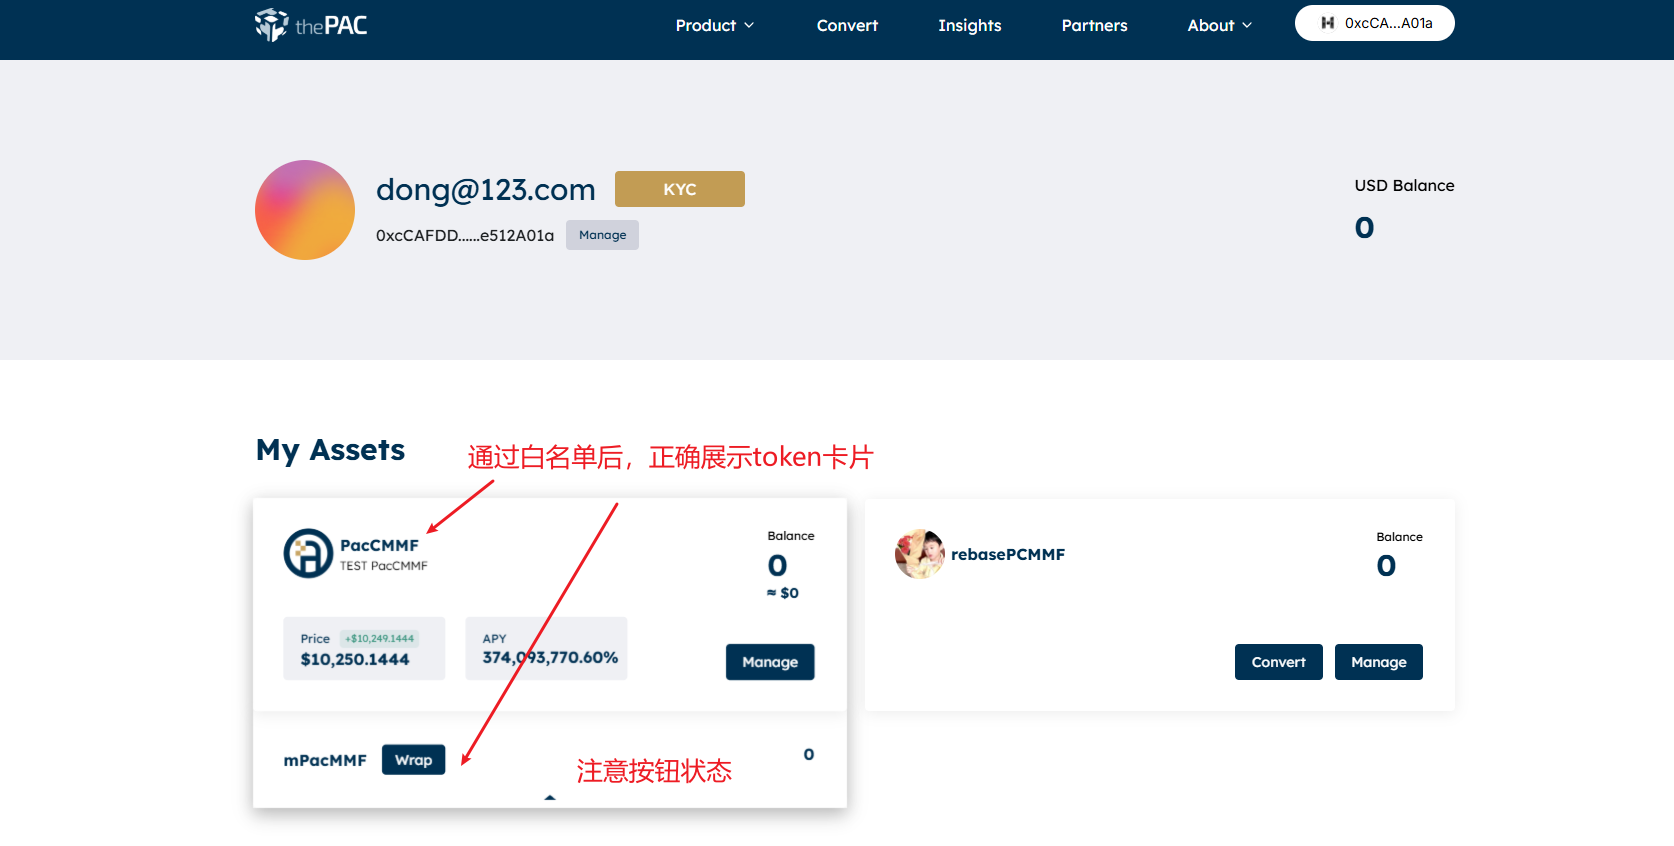 thePAC
Product
Convert
Insights
Partners
About
0xcCA...A01a
dong@123.com
KYC
0xcCAFDD......e512A01a
Manage
USD Balance
0
My Assets
通过白名单后，正确展示token卡片
PacCMMF
TEST PacCMMF
Balance
0
≈ $0
Price +$10,249.1444
$10,250.1444
APY
374,093,770.60%
Manage
mPacMMF
Wrap
0
注意按钮状态
rebasePCMMF
Balance
0
Convert
Manage